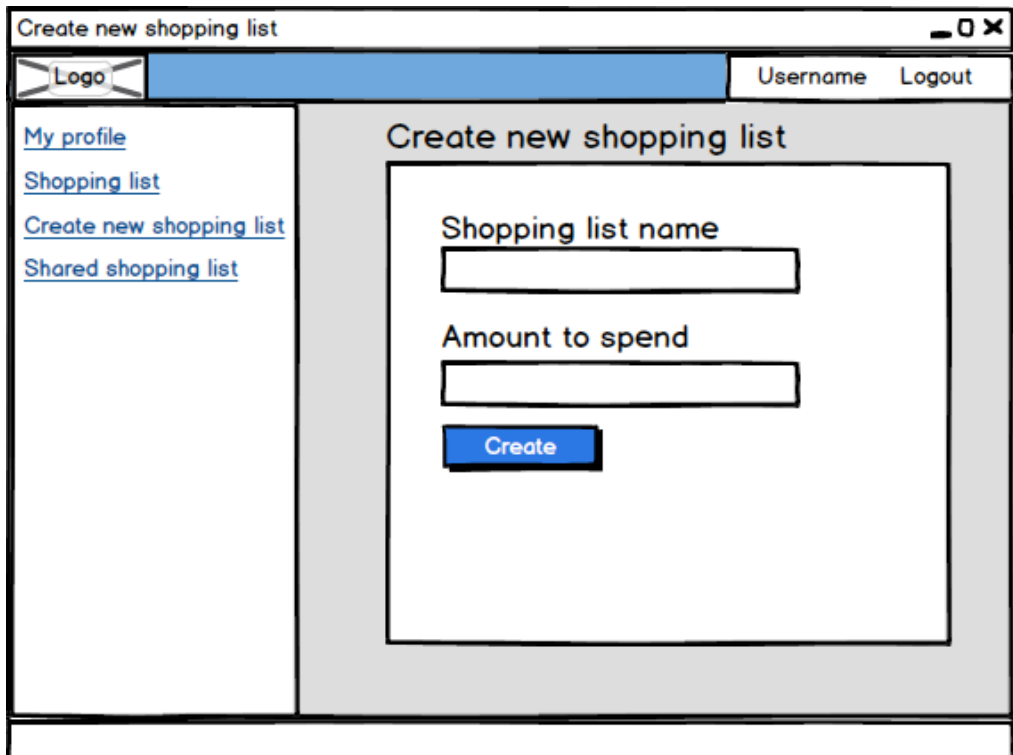 Create new shopping list
Logo
Username Logout
My profile
Shopping list
Create new shopping list
Shared shopping list
Create new shopping list
Shopping list name
Amount to spend
Create